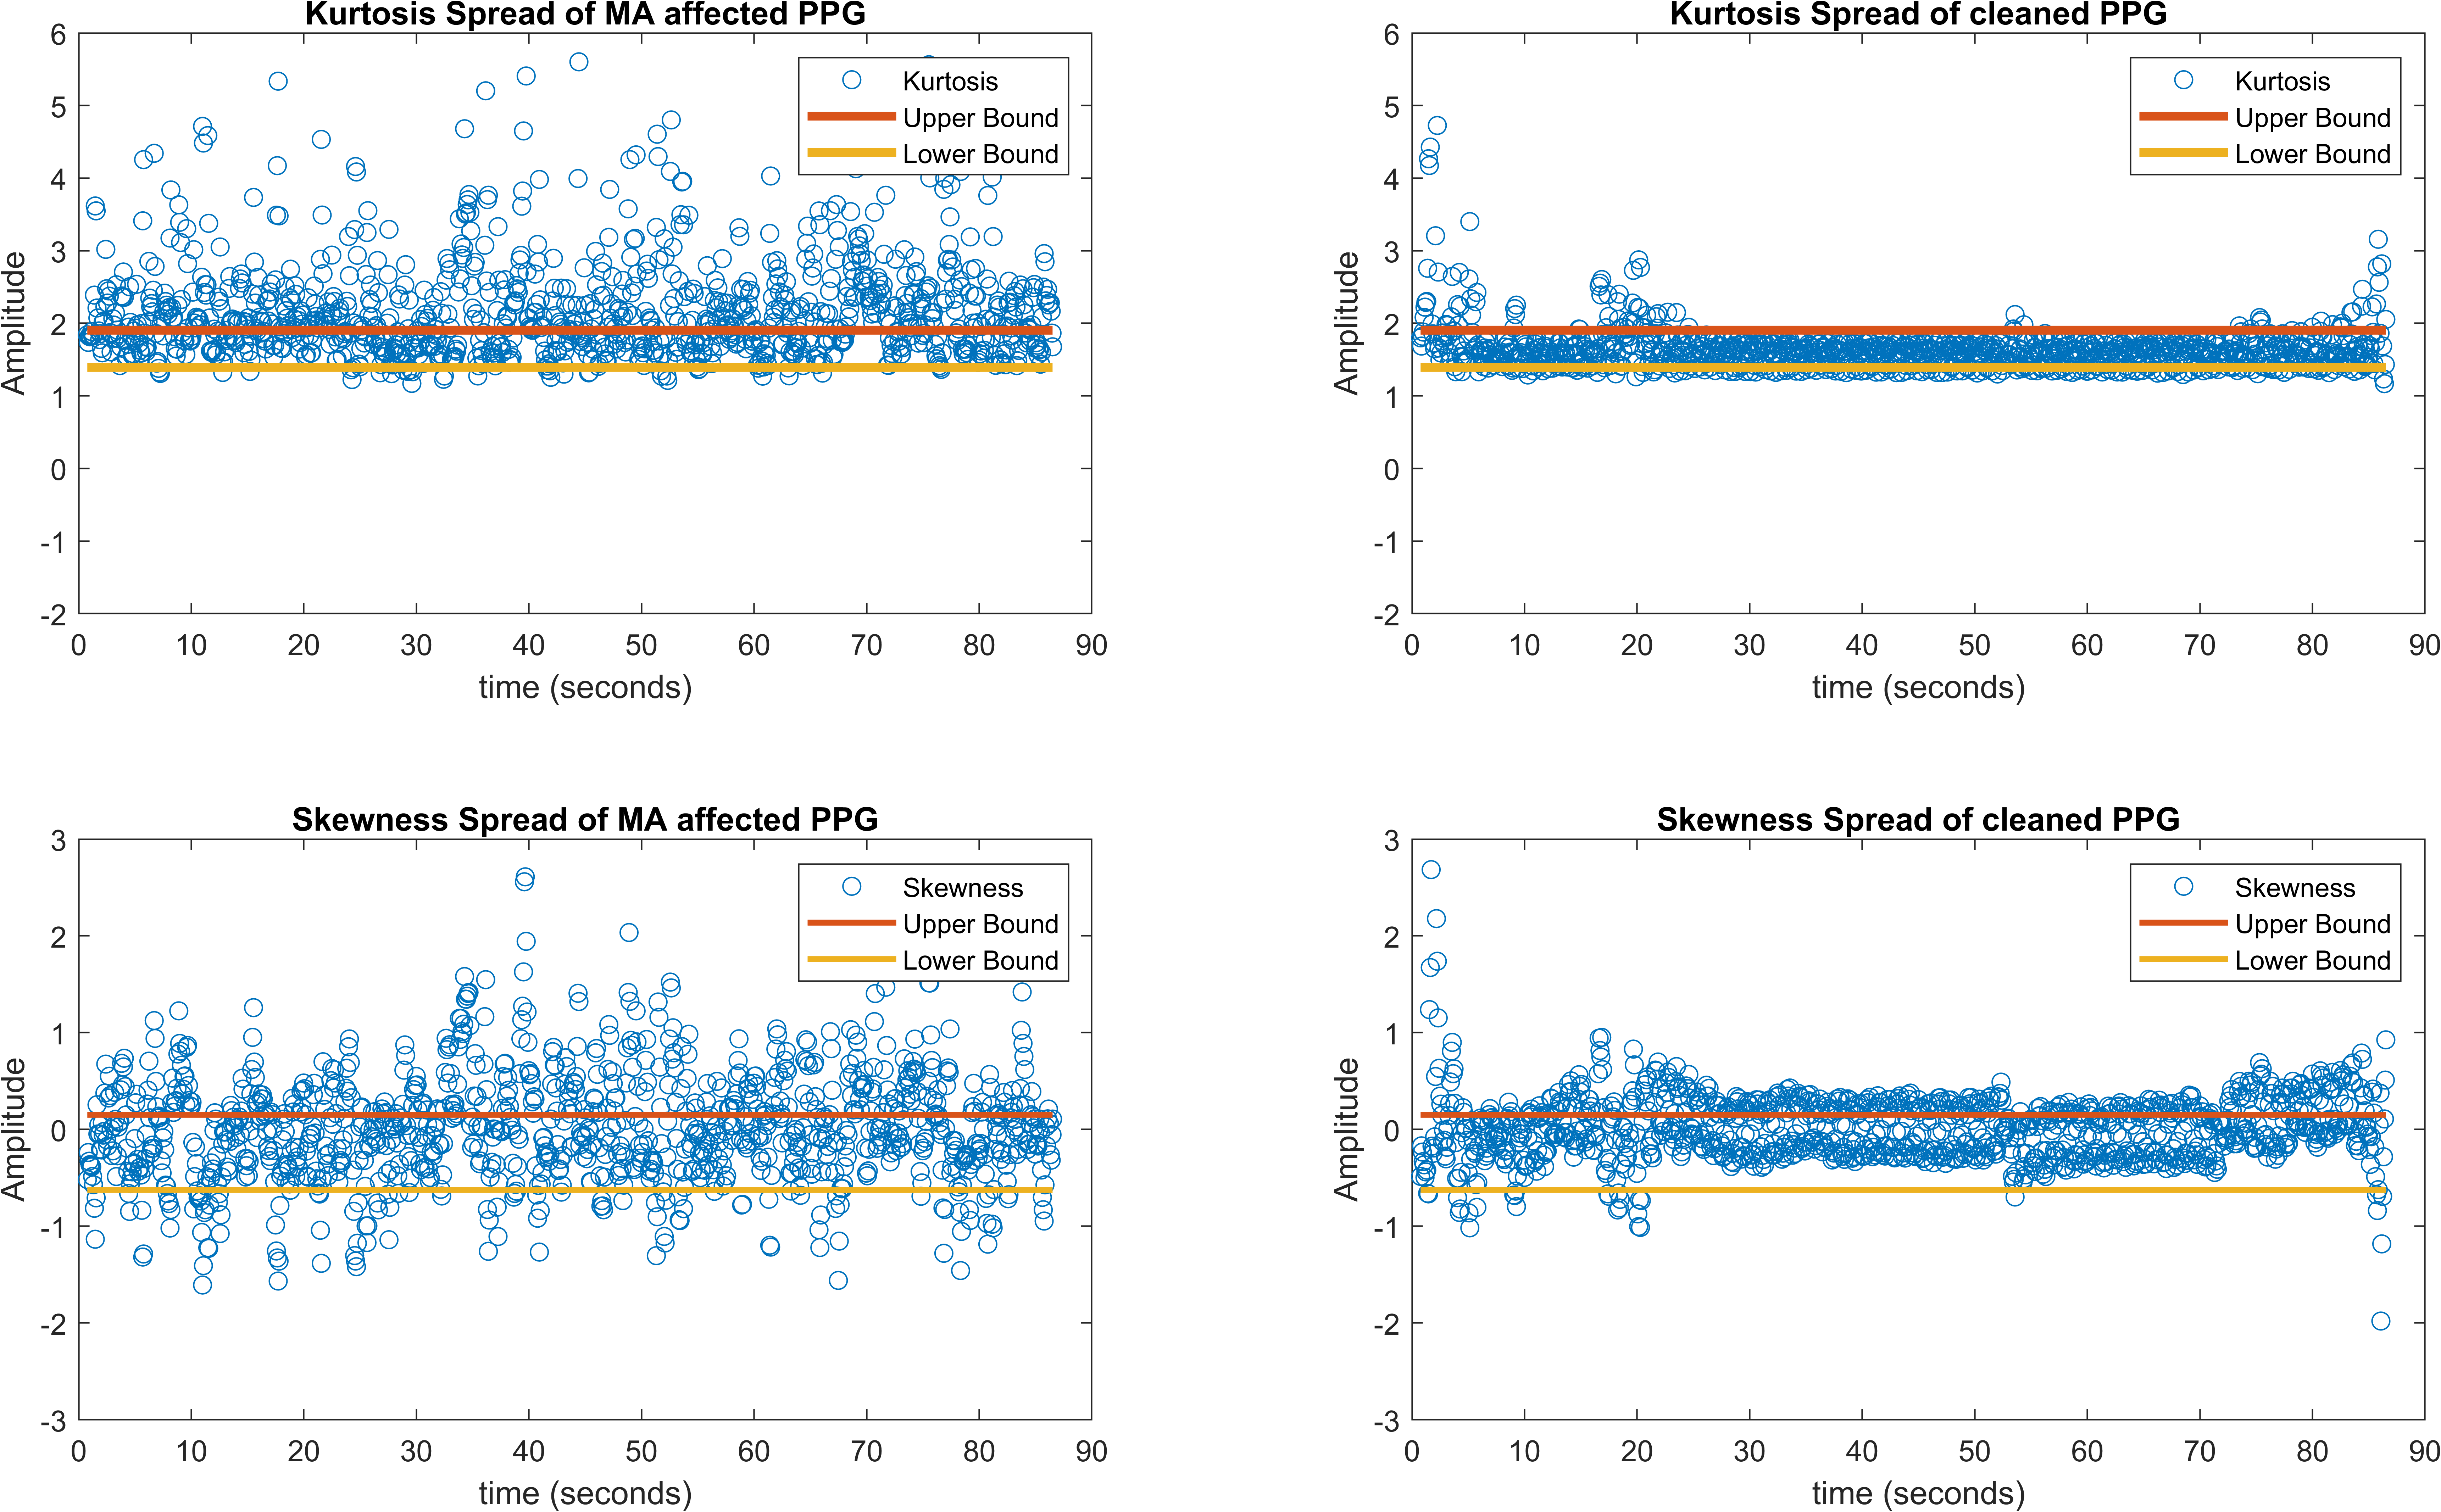 Kurtosis Spread of MA affected PPG
6
5
4
3
2
1
0
-1
-2
Amplitude
Kurtosis
Upper Bound
Lower Bound
0 10 20 30 40 50 60 70 80 90
time (seconds)
Kurtosis Spread of cleaned PPG
6
5
4
3
2
1
0
-1
-2
Amplitude
Kurtosis
Upper Bound
Lower Bound
0 10 20 30 40 50 60 70 80 90
time (seconds)
Skewness Spread of MA affected PPG
3
2
1
0
-1
-2
-3
Amplitude
Skewness
Upper Bound
Lower Bound
0 10 20 30 40 50 60 70 80 90
time (seconds)
Skewness Spread of cleaned PPG
3
2
1
0
-1
-2
-3
Amplitude
Skewness
Upper Bound
Lower Bound
0 10 20 30 40 50 60 70 80 90
time (seconds)